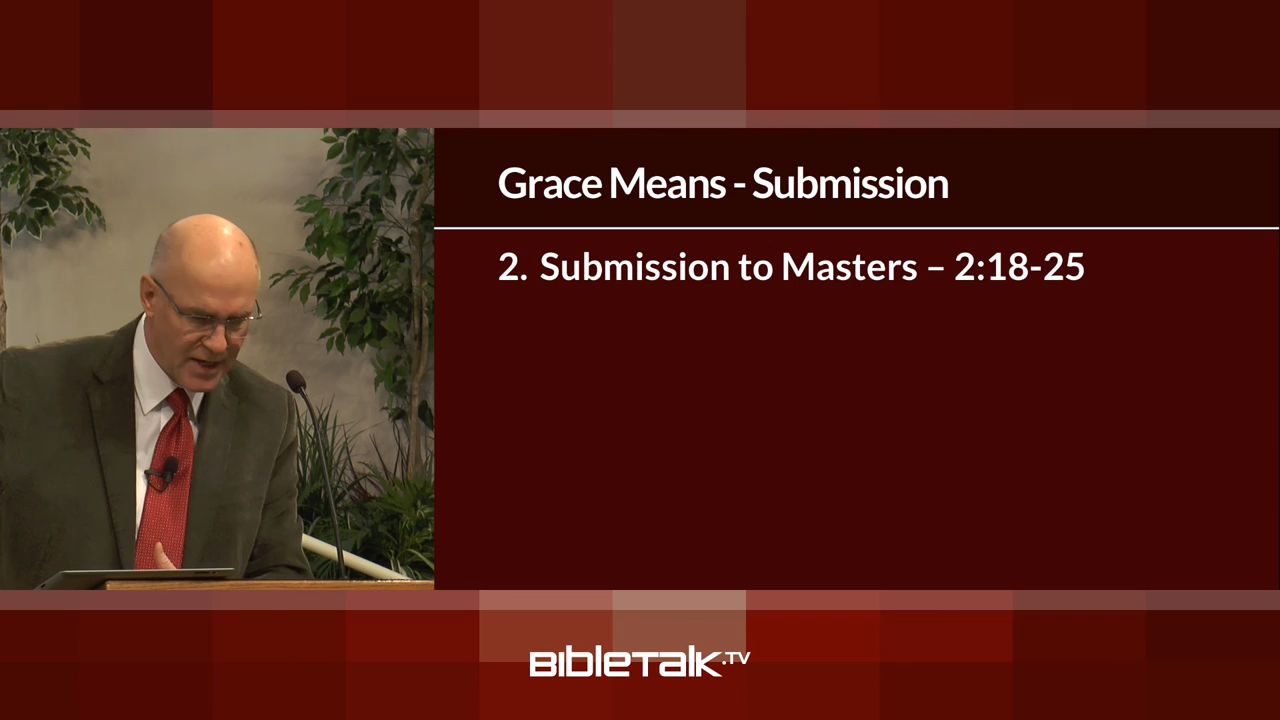 Grace Means - Submission
2. Submission to Masters – 2:18-25
BibleTalk.TV